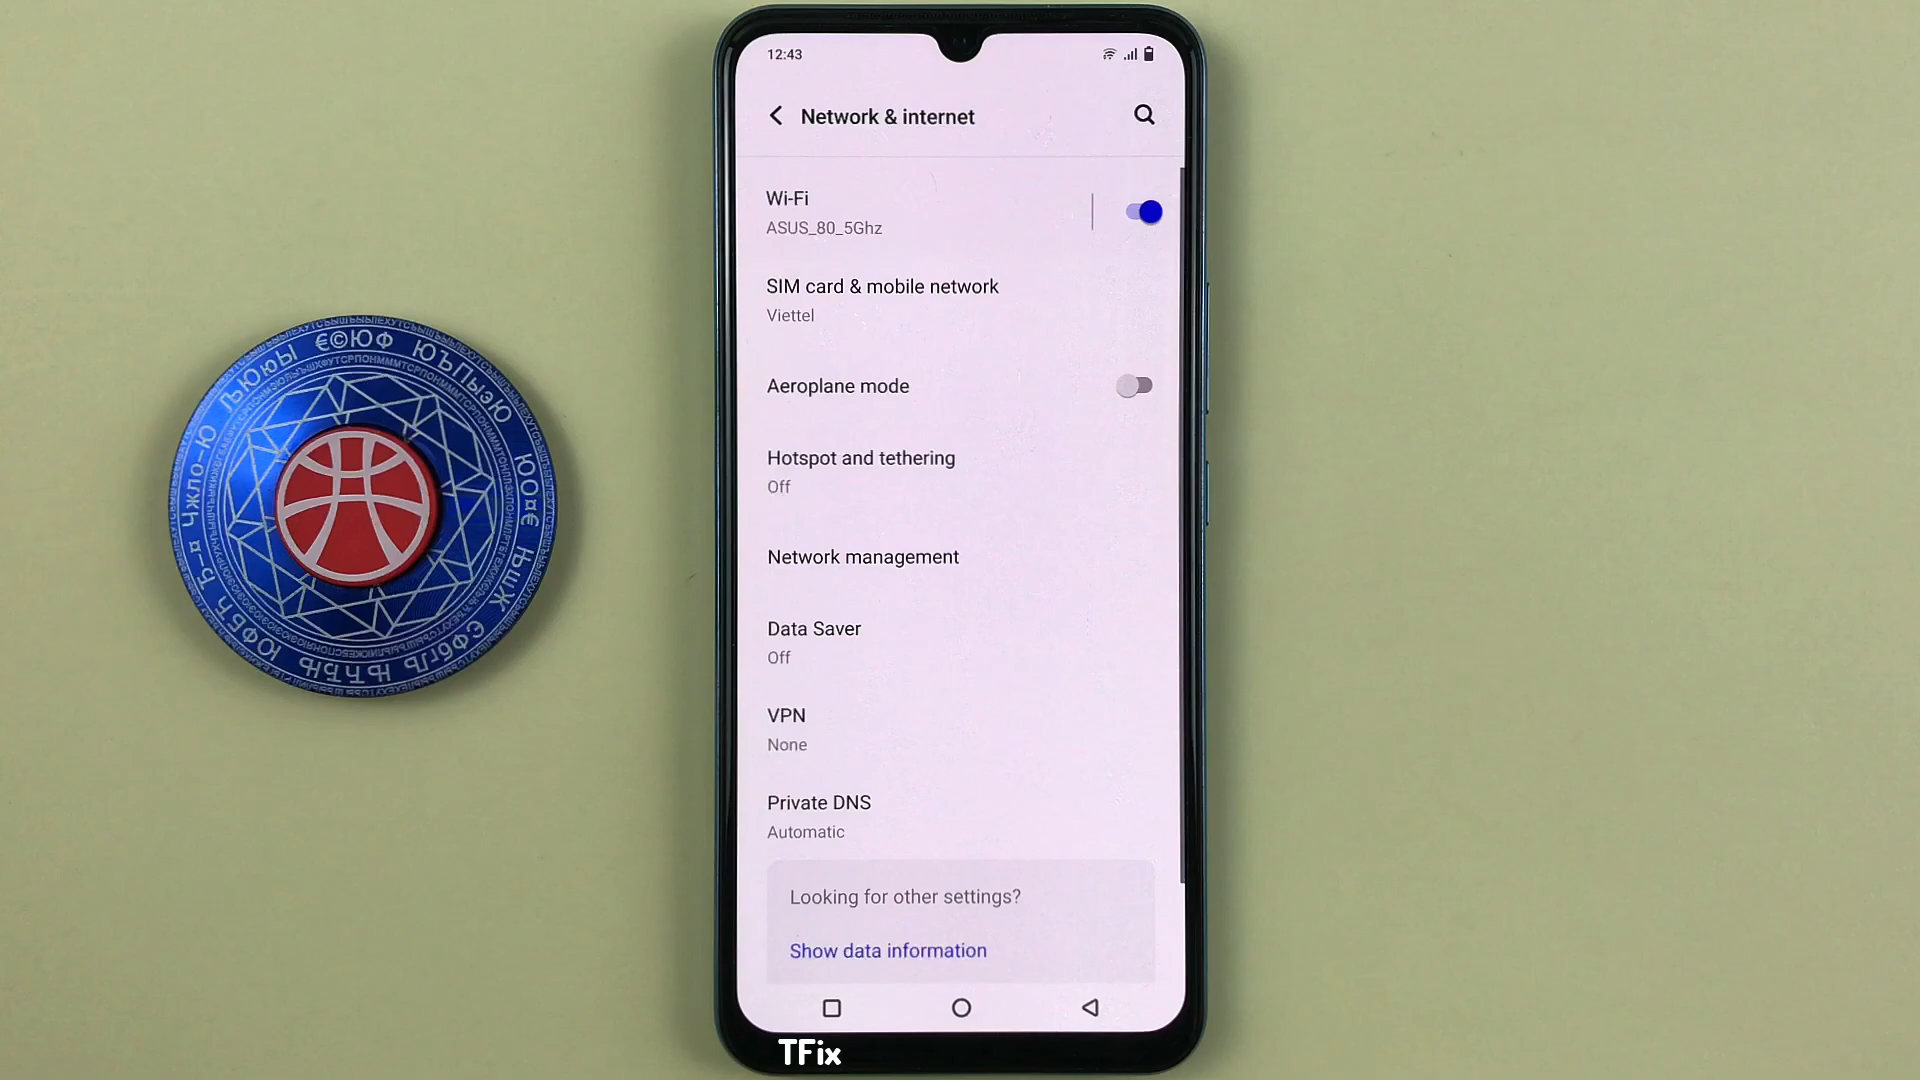 12:43
Network & internet
Wi-Fi
ASUS_80_5Ghz
SIM card & mobile network
Viettel
Aeroplane mode
Hotspot and tethering
Off
Network management
Data Saver
Off
VPN
None
Private DNS
Automatic
Looking for other settings?
Show data information
TFix